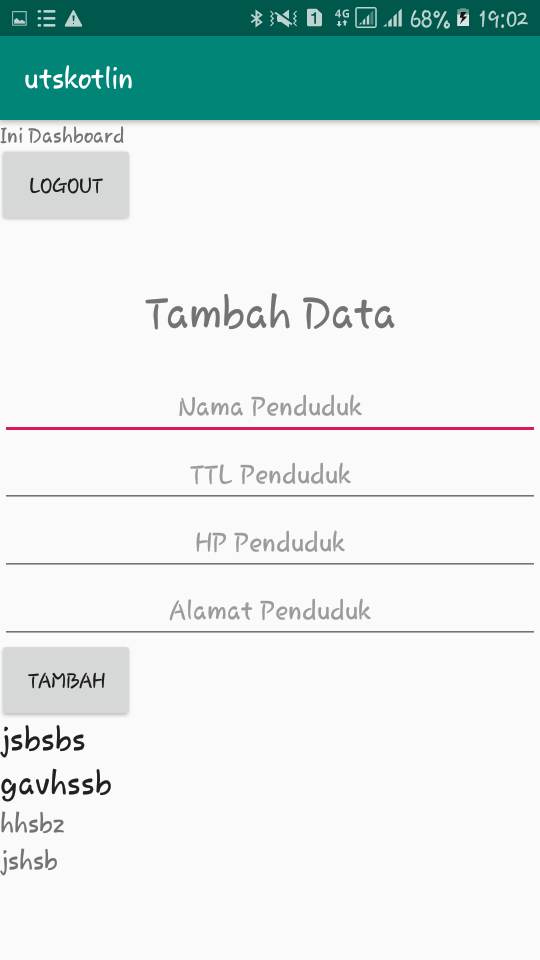 1 4G 68% 19:02
utskotlin
Ini Dashboard
LOGOUT
Tambah Data
Nama Penduduk
TTL Penduduk
HP Penduduk
Alamat Penduduk
TAMBAH
jsbsbs
gavhssb
hhsbz
jshsb